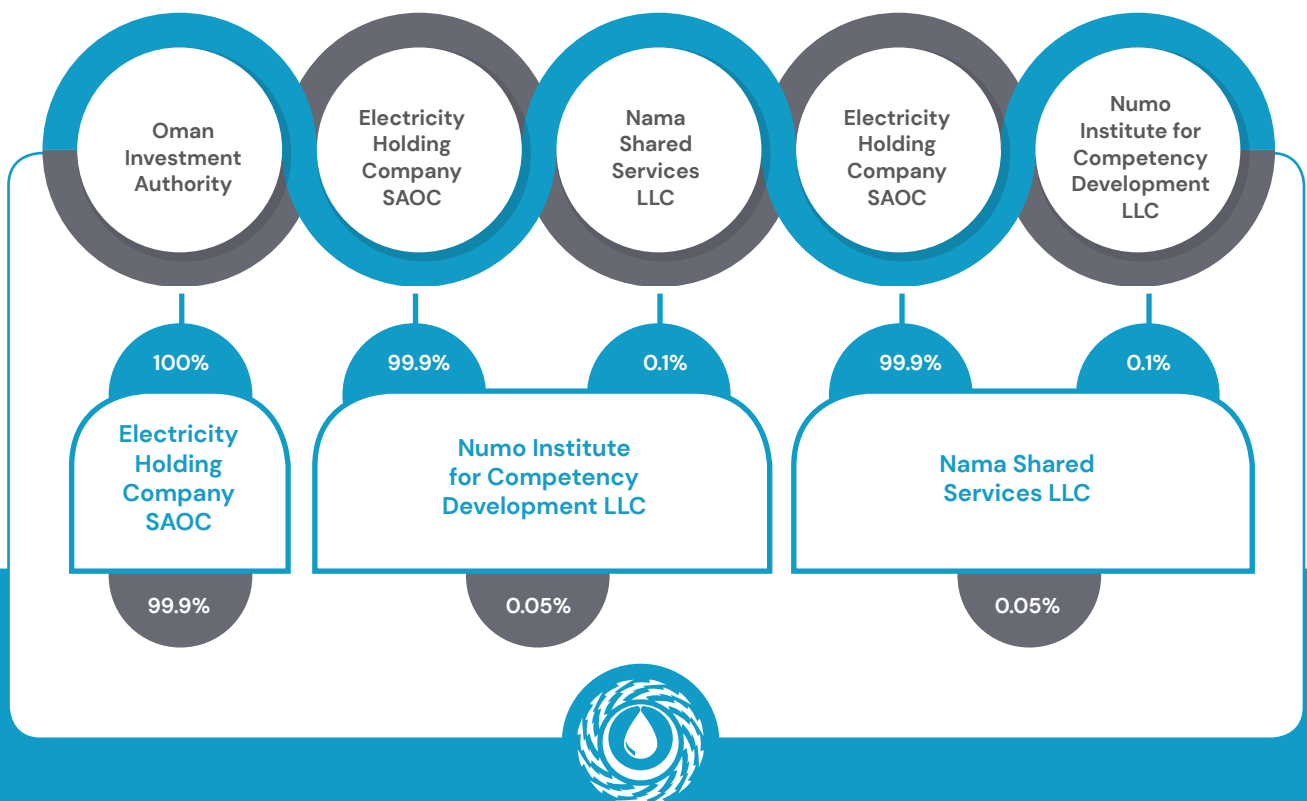 Oman
Investment
Authority
Electricity
Holding
Company
SAOC
Nama
Shared
Services
LLC
Electricity
Holding
Company
SAOC
Numo
Institute for
Competency
Development
LLC
100%
99.9%
0.1%
99.9%
0.1%
Electricity
Holding
Company
SAOC
Numo Institute
for Competency
Development LLC
Nama Shared
Services LLC
99.9%
0.05%
0.05%